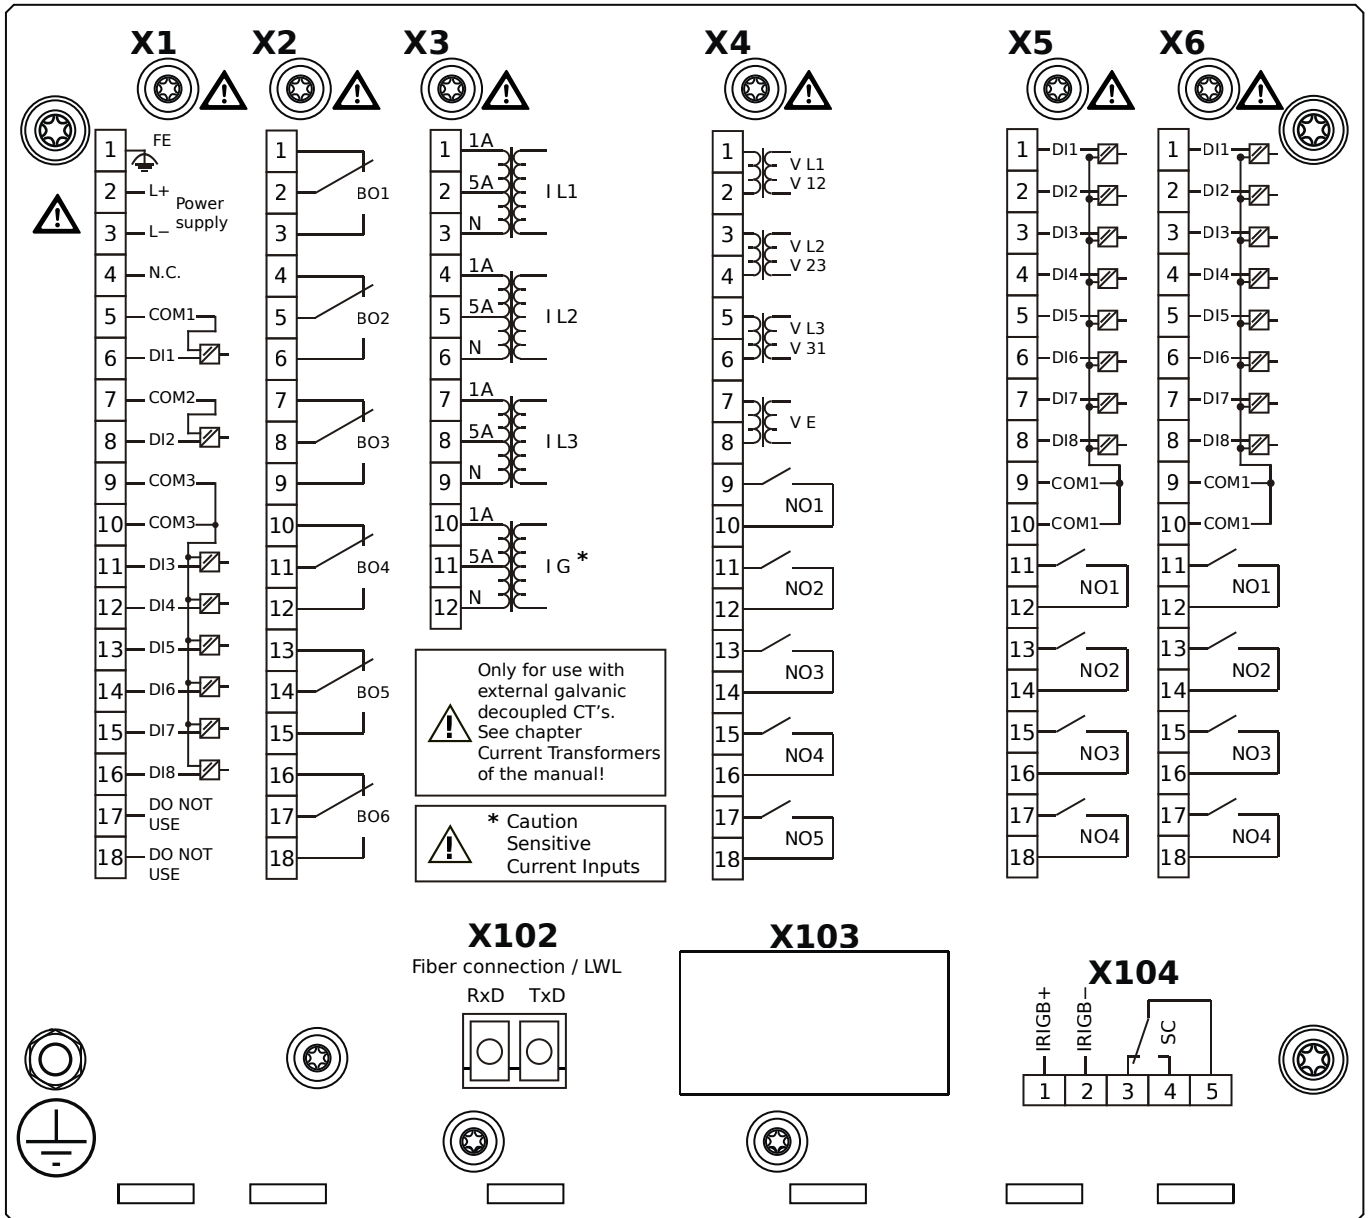 X1
X2
X3
X4
X5
X6
1 FE
2 L+
Power
supply
3 L−
4 N.C.
5 COM1
6 DI1
7 COM2
8 DI2
9 COM3
10 COM3
11 DI3
12 DI4
13 DI5
14 DI6
15 DI7
16 DI8
17 DO NOT
USE
18 DO NOT
USE
1
2 BO1
3
4
5 BO2
6
7
8 BO3
9
10
11 BO4
12
13
14 BO5
15
16
17 BO6
18
1 1A
2 5A I L1
3 N
4 1A
5 5A I L2
6 N
7 1A
8 5A I L3
9 N
10 1A
11 5A I G *
12 N
Only for use with
external galvanic
decoupled CT's.
See chapter
Current Transformers
of the manual!
* Caution
Sensitive
Current Inputs
1 V L1
2 V 12
3 V L2
4 V 23
5 V L3
6 V 31
7
V E
8
9
NO1
10
11
NO2
12
13
NO3
14
15
NO4
16
17
NO5
18
1 DI1
2 DI2
3 DI3
4 DI4
5 DI5
6 DI6
7 DI7
8 DI8
9 COM1
10 COM1
11
NO1
12
13
NO2
14
15
NO3
16
17
NO4
18
1 DI1
2 DI2
3 DI3
4 DI4
5 DI5
6 DI6
7 DI7
8 DI8
9 COM1
10 COM1
11
NO1
12
13
NO2
14
15
NO3
16
17
NO4
18
X102
Fiber connection / LWL
RxD TxD
X103
X104
IRIGB+
IRIGB−
SC
1 2 3 4 5